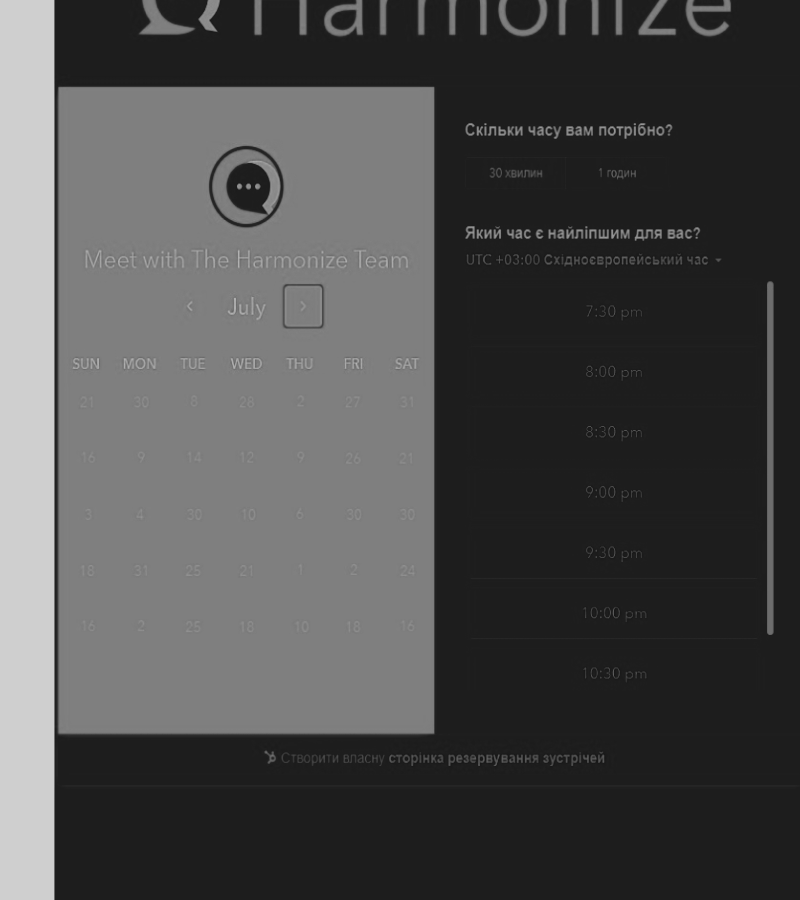 Harmonize
Meet with The Harmonize Team
July
SUN MON TUE WED THU FRI SAT
21 30 8 28 2 27 31
16 9 14 12 9 26 21
3 4 30 10 6 30 30
18 31 25 21 1 2 24
16 2 25 18 10 18 16
Скільки часу вам потрібно?
30 хвилин 1 годин
Який час є найліпшим для вас?
UTC +03:00 Східноєвропейський час
7:30 pm
8:00 pm
8:30 pm
9:00 pm
9:30 pm
10:00 pm
10:30 pm
Створити власну сторінка резервування зустрічей